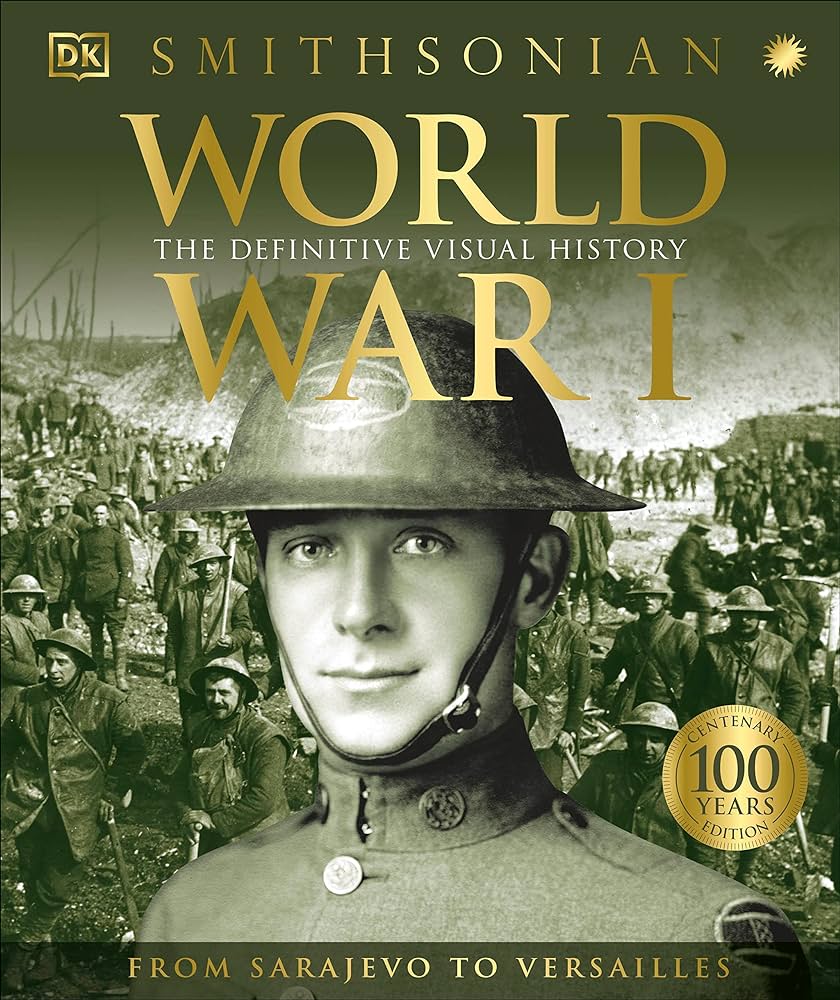 DK
SMITHSONIAN
WORLD
THE DEFINITIVE VISUAL HISTORY
WAR I
CENTENARY
100
YEARS
EDITION
FROM SARAJEVO TO VERSAILLES